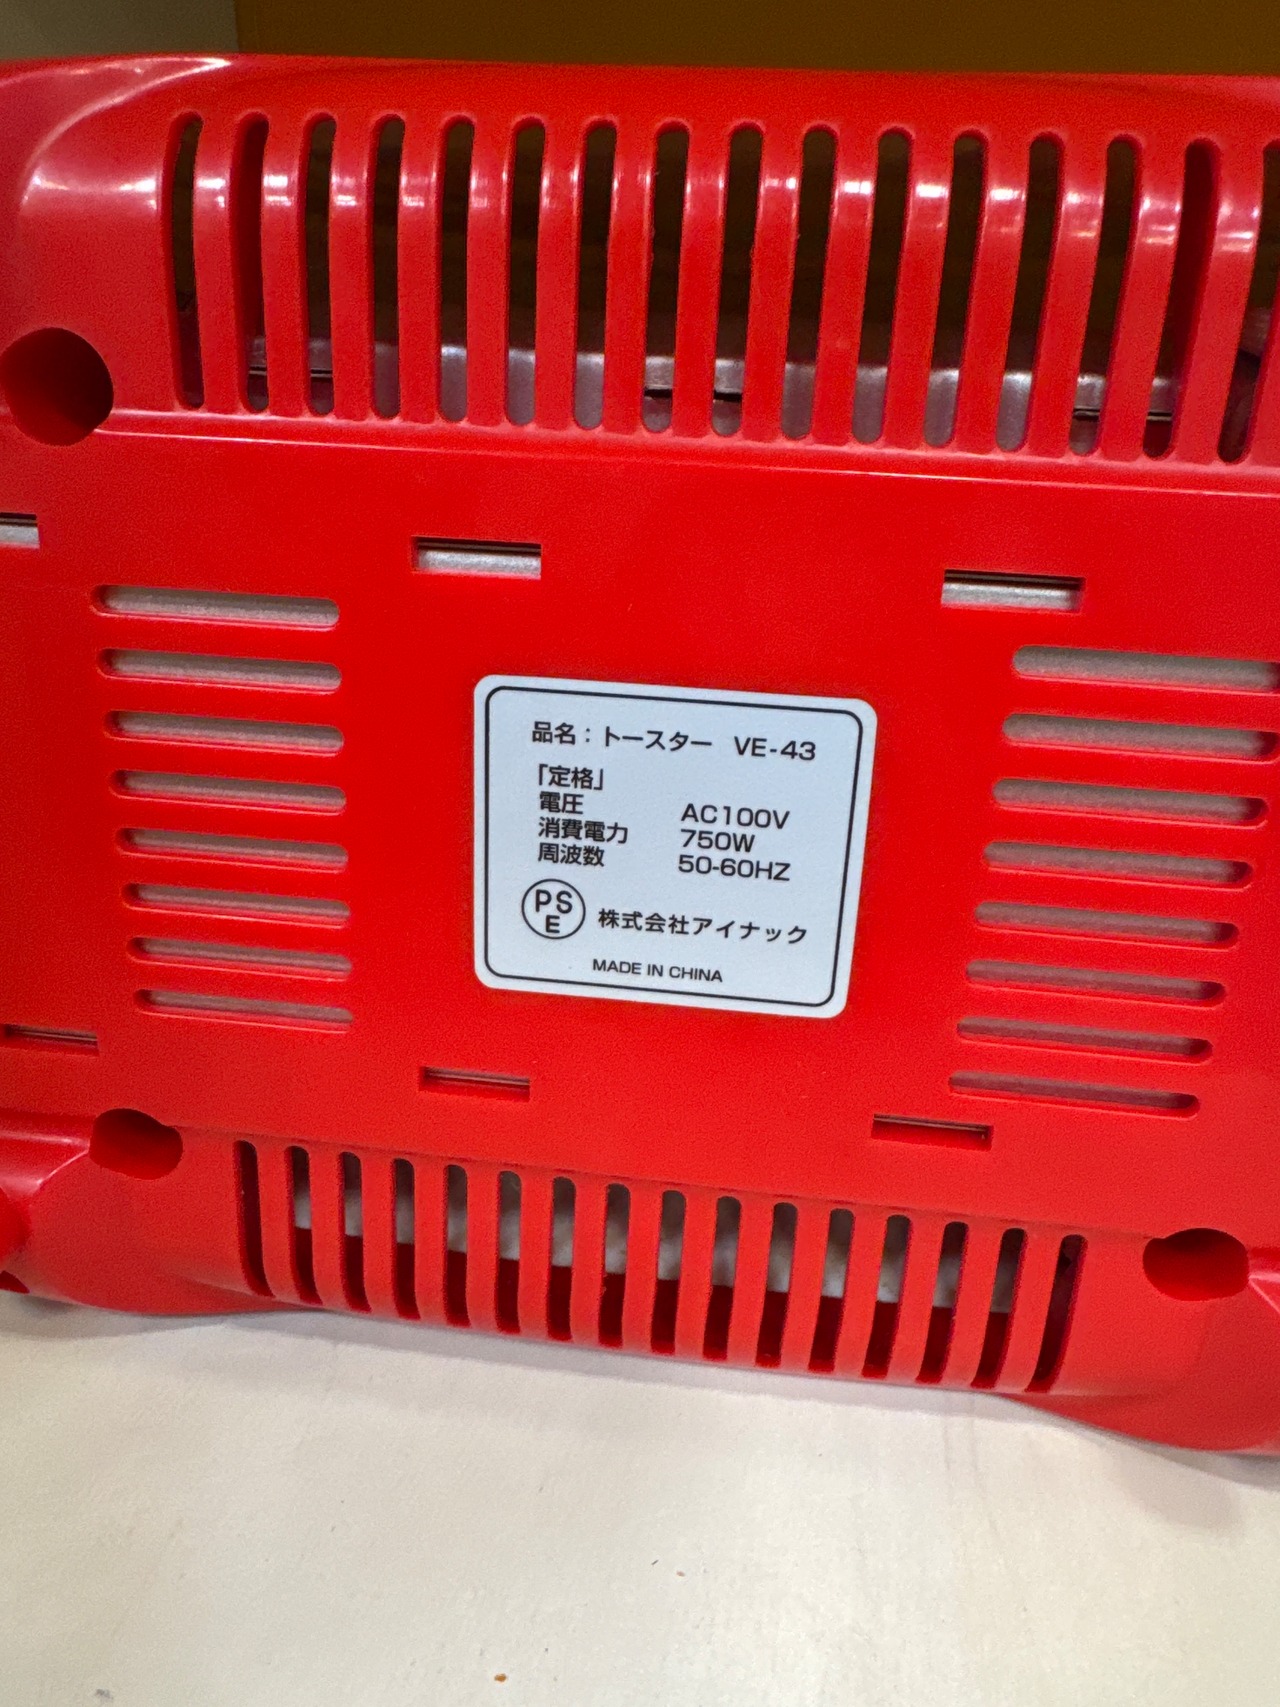 品名：トースター VE-43
「定格」
電圧 AC100V
消費電力 750W
周波数 50-60HZ
PS
E
株式会社アイナック
MADE IN CHINA